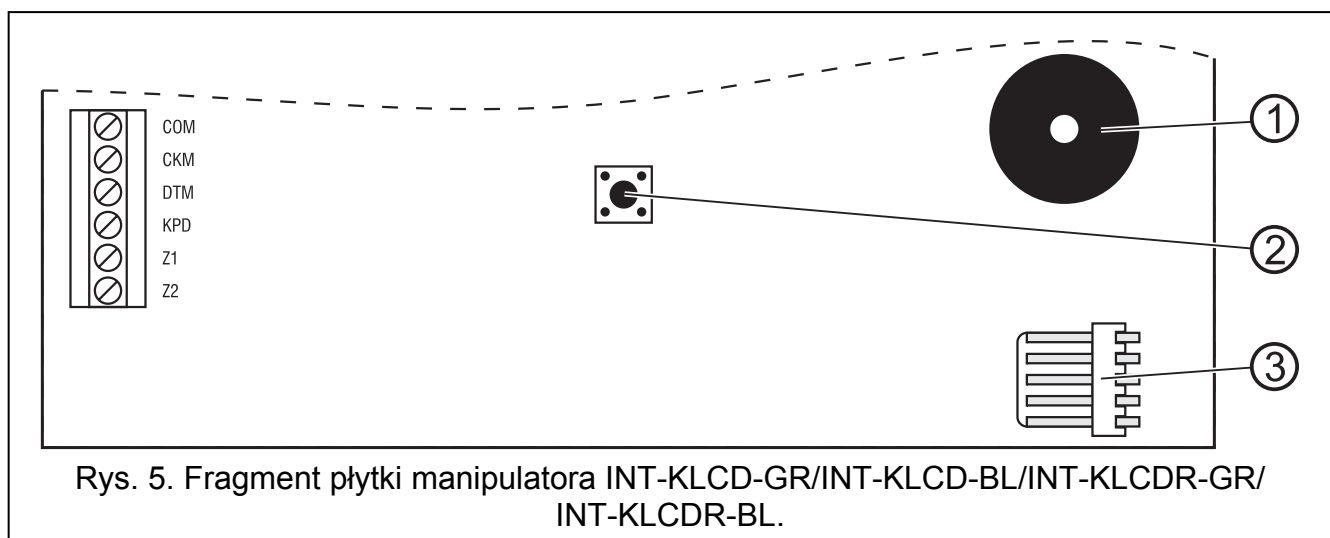 COM
CKM
DTM
KPD
Z1
Z2
1
2
3
Rys. 5. Fragment płytki manipulatora INT-KLCD-GR/INT-KLCD-BL/INT-KLCDR-GR/
INT-KLCDR-BL.